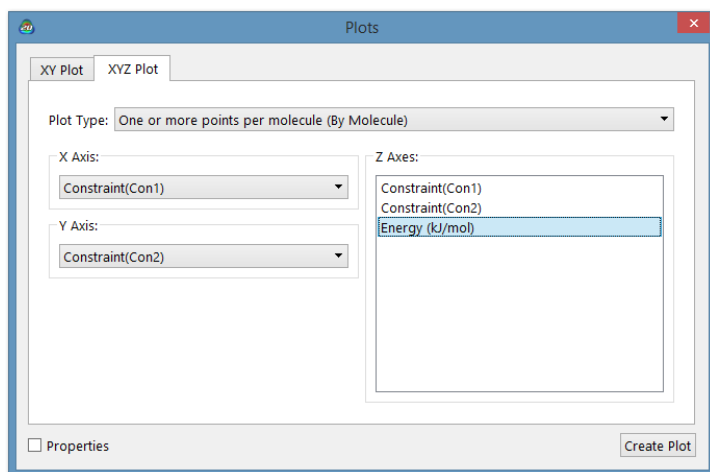 Plots
XY Plot
XYZ Plot
Plot Type: One or more points per molecule (By Molecule)
X Axis:
Constraint(Con1)
Y Axis:
Constraint(Con2)
Z Axes:
Constraint(Con1)
Constraint(Con2)
Energy (kJ/mol)
Properties
Create Plot